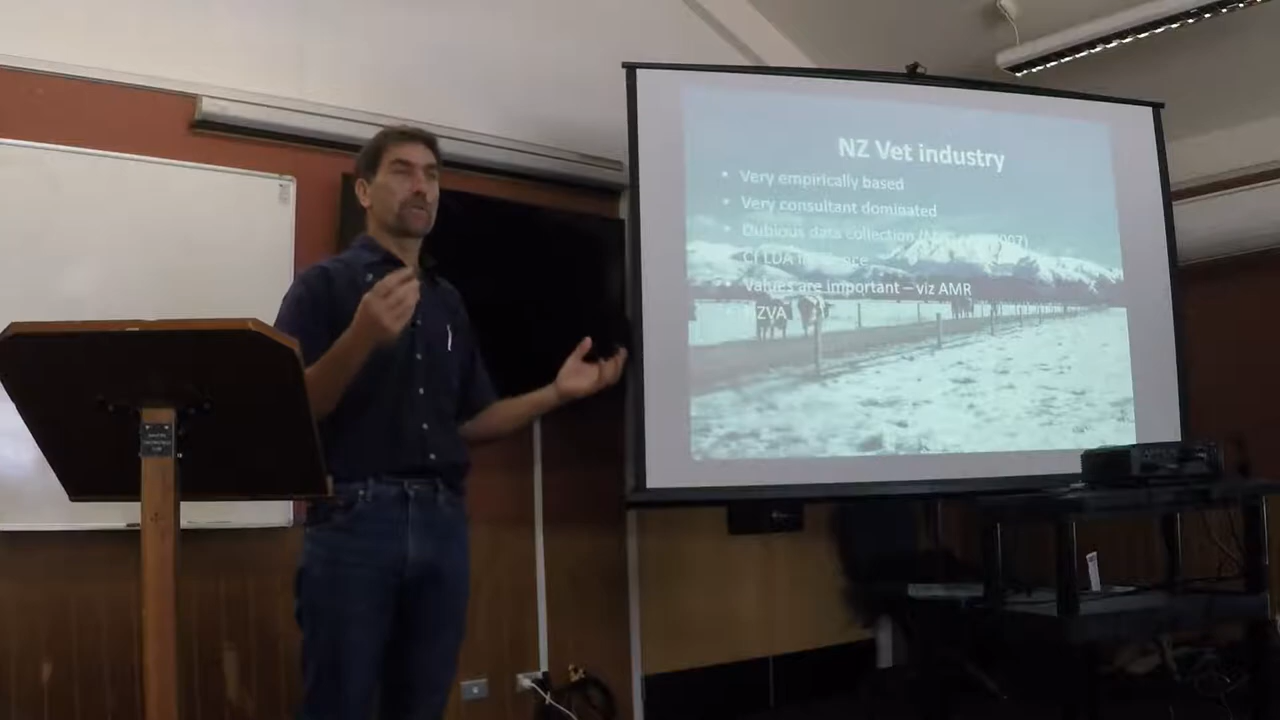 NZ Vet industry
• Very empirically based
• Very consultant dominated
Dubious data collection
LDA
• Values are important – viz AMR